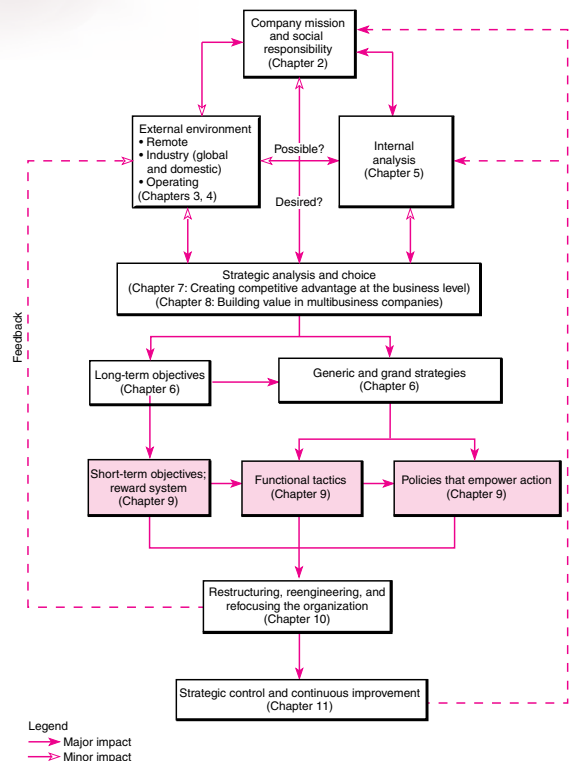 Company mission
and social
responsibility
(Chapter 2)
External environment
• Remote
• Industry (global
and domestic)
• Operating
(Chapters 3, 4)
Possible?
Internal
analysis
(Chapter 5)
Desired?
Strategic analysis and choice
(Chapter 7: Creating competitive advantage at the business level)
(Chapter 8: Building value in multibusiness companies)
Feedback
Long-term objectives
(Chapter 6)
Generic and grand strategies
(Chapter 6)
Short-term objectives;
reward system
(Chapter 9)
Functional tactics
(Chapter 9)
Policies that empower action
(Chapter 9)
Restructuring, reengineering, and
refocusing the organization
(Chapter 10)
Strategic control and continuous improvement
(Chapter 11)
Legend
Major impact
Minor impact